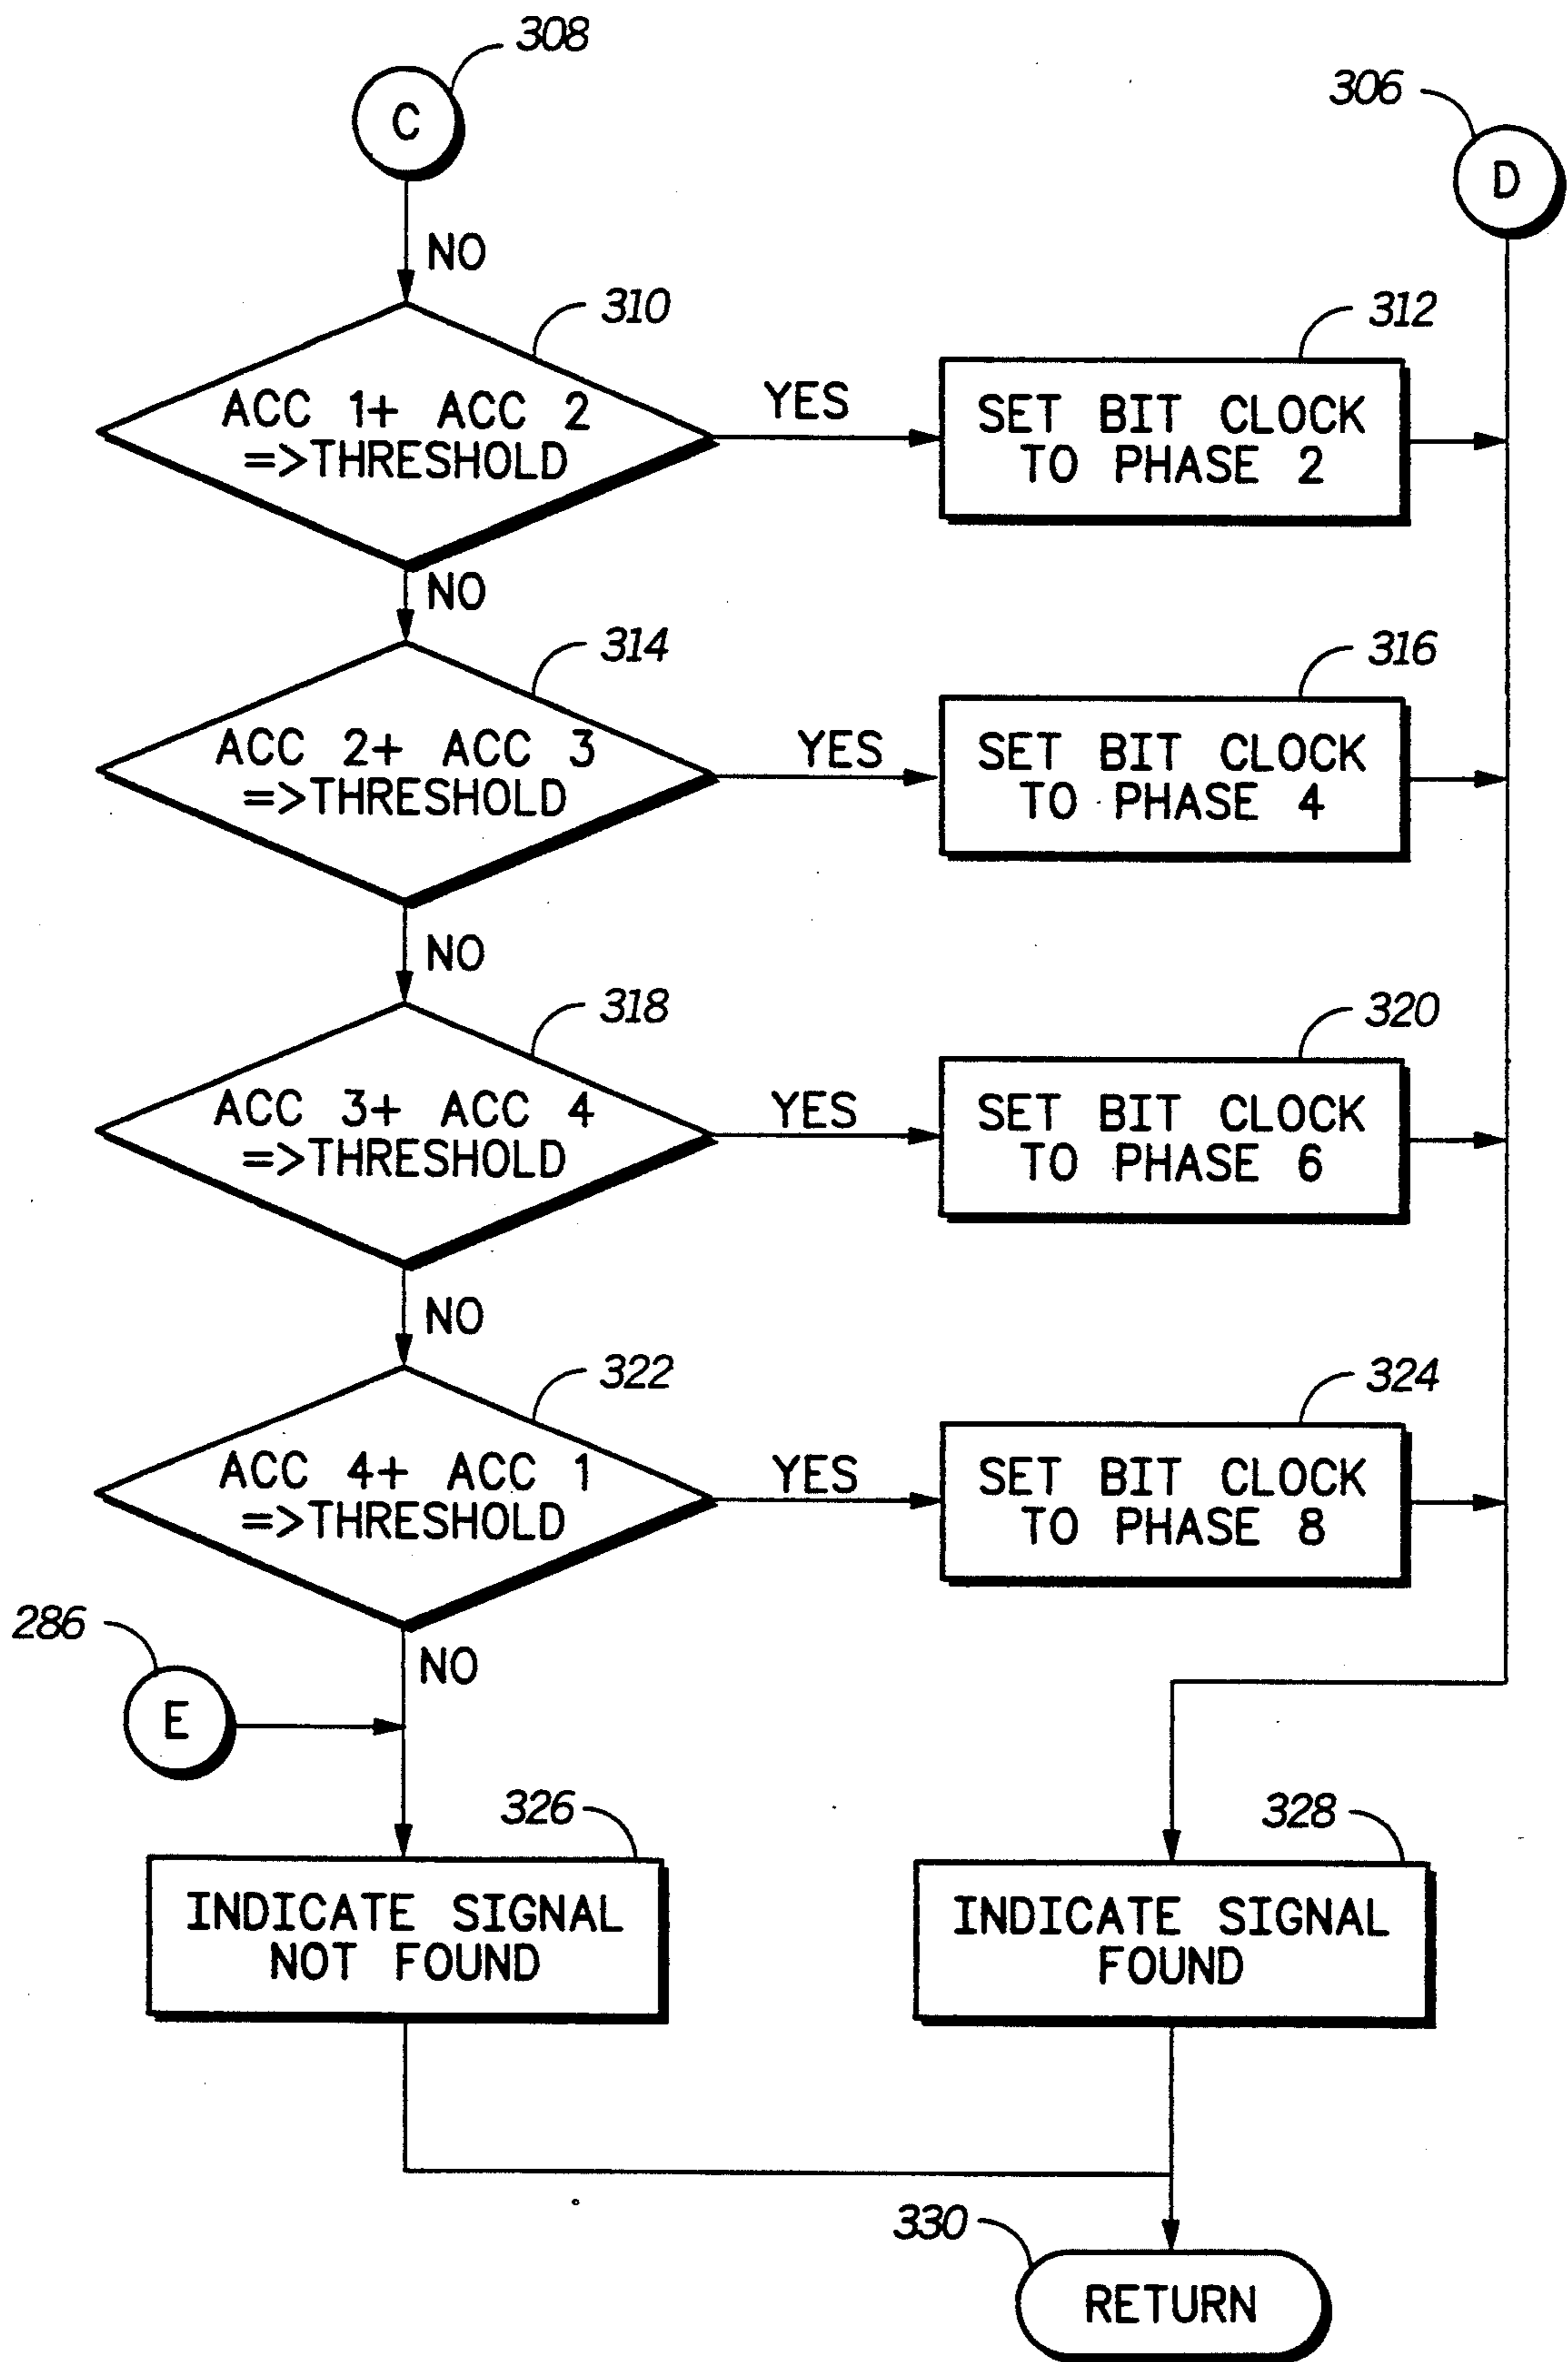 308
C
306
D
NO
310
ACC 1+ ACC 2
=>THRESHOLD
YES
312
SET BIT CLOCK
TO PHASE 2
NO
314
ACC 2+ ACC 3
=>THRESHOLD
YES
316
SET BIT CLOCK
TO PHASE 4
NO
318
ACC 3+ ACC 4
=>THRESHOLD
YES
320
SET BIT CLOCK
TO PHASE 6
NO
322
ACC 4+ ACC 1
=>THRESHOLD
YES
324
SET BIT CLOCK
TO PHASE 8
286
E
NO
326
INDICATE SIGNAL
NOT FOUND
328
INDICATE SIGNAL
FOUND
330
RETURN